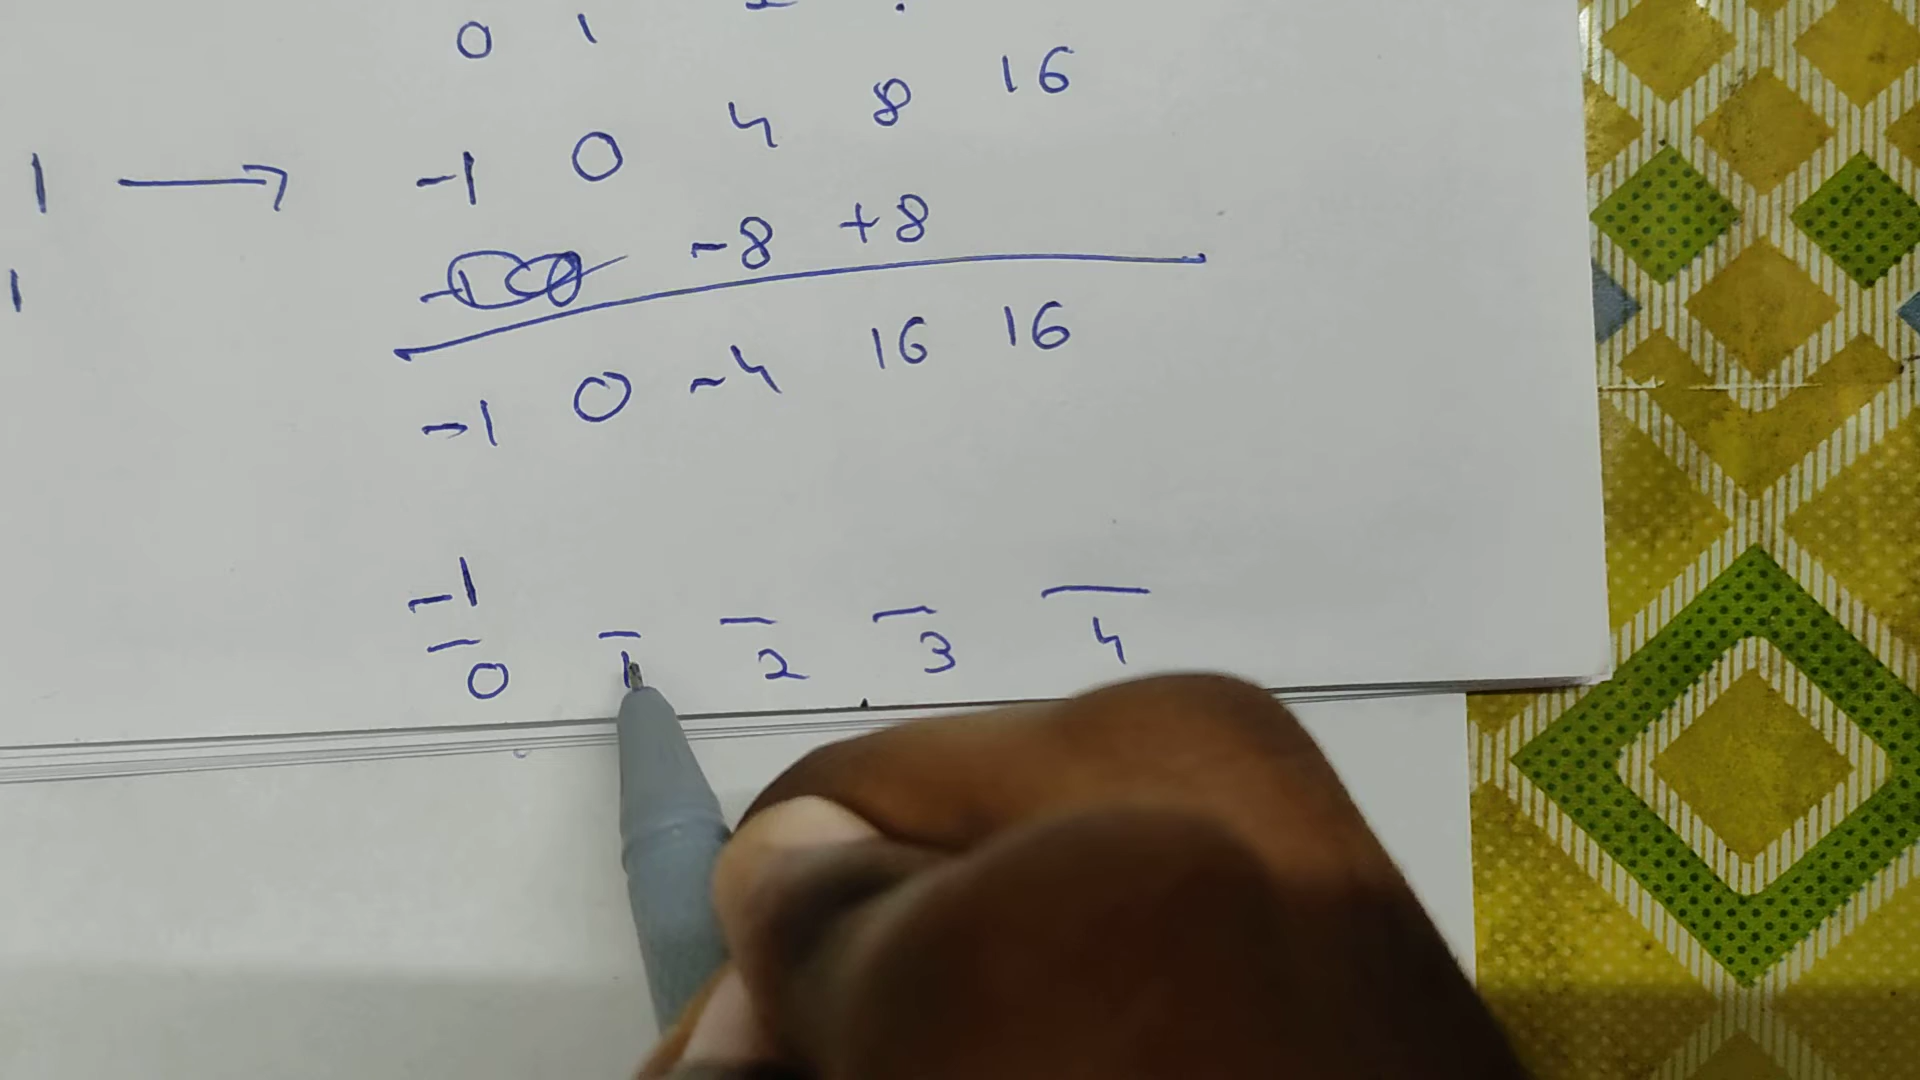 0 1
1 → -1 0 4 8 16
1 -8 +8
-1 0 -4 16 16
-1
0 1 2 3 4